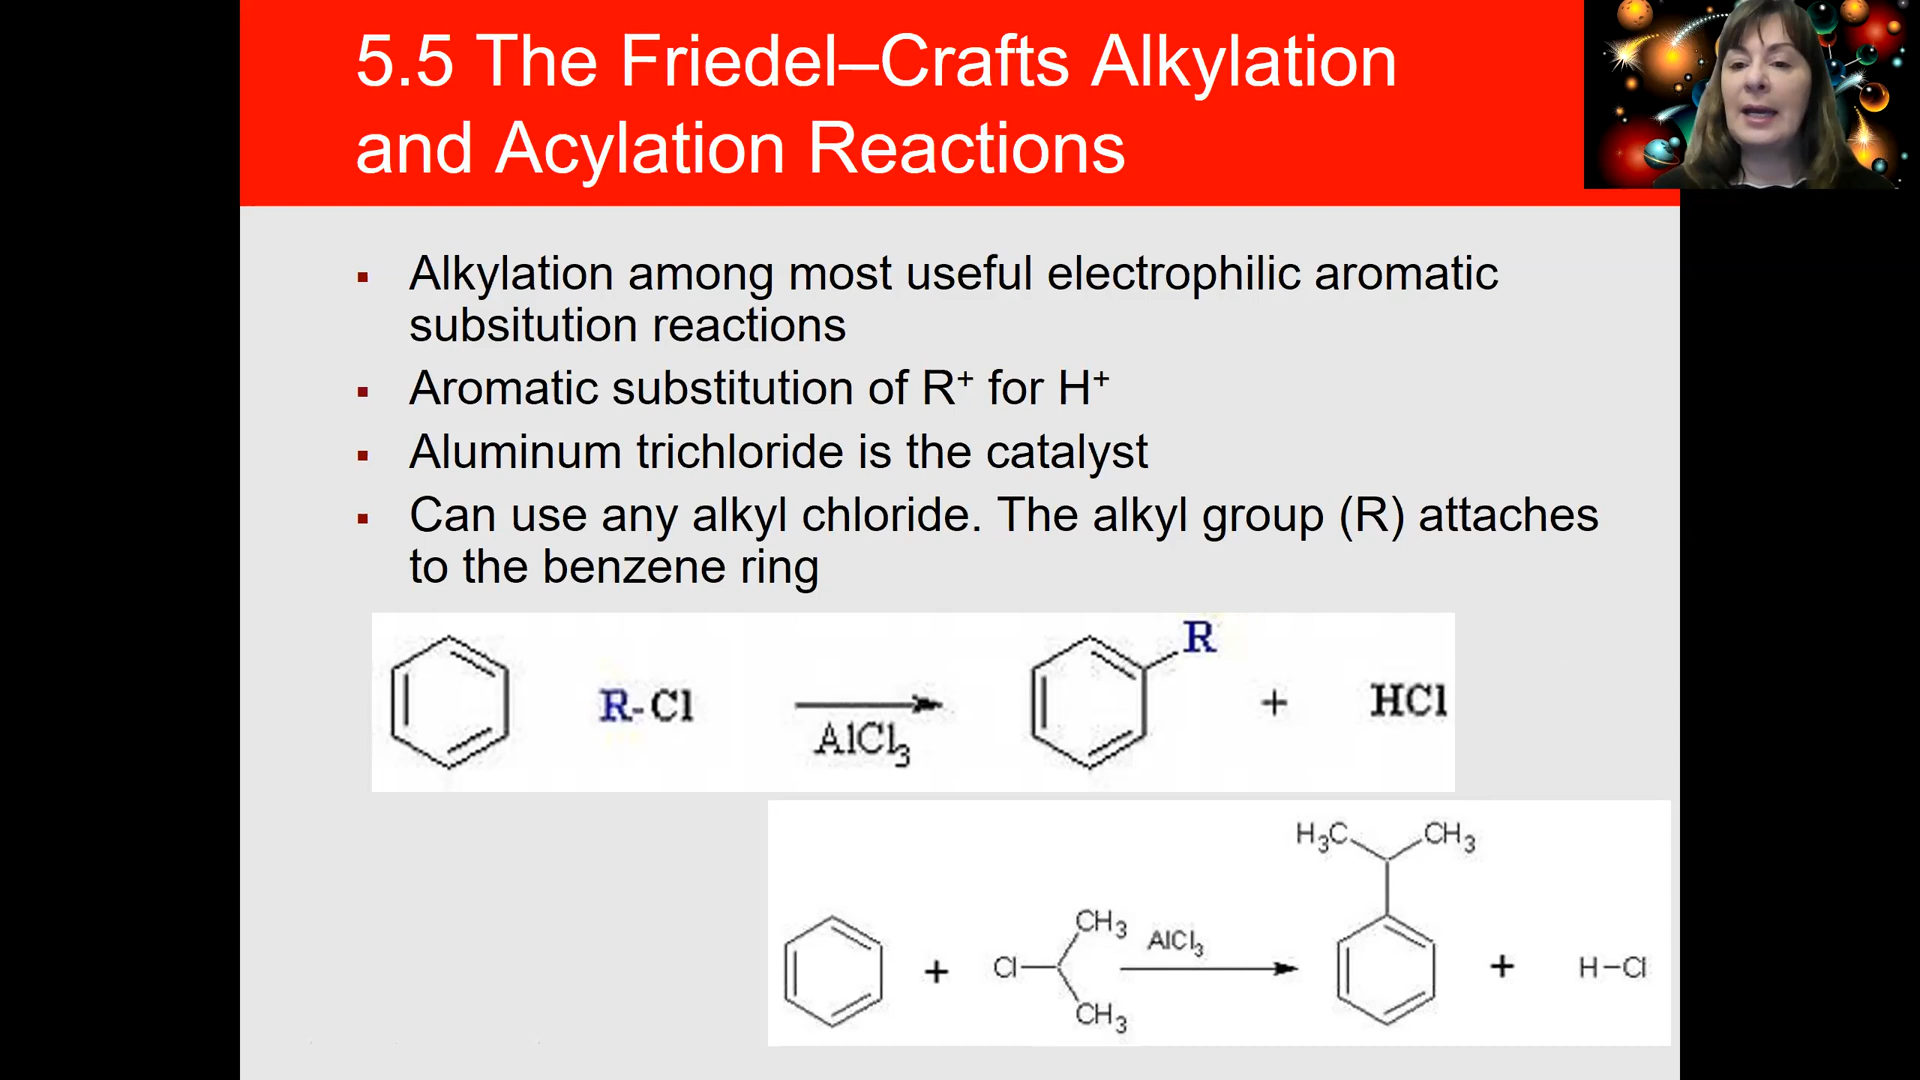 5.5 The Friedel–Crafts Alkylation
and Acylation Reactions
▪ Alkylation among most useful electrophilic aromatic
subsitution reactions
▪ Aromatic substitution of R⁺ for H⁺
▪ Aluminum trichloride is the catalyst
▪ Can use any alkyl chloride. The alkyl group (R) attaches
to the benzene ring
R
R-Cl + HCl
AlCl₃
H₃C CH₃
CH₃ AlCl₃
+ Cl + H–Cl
CH₃